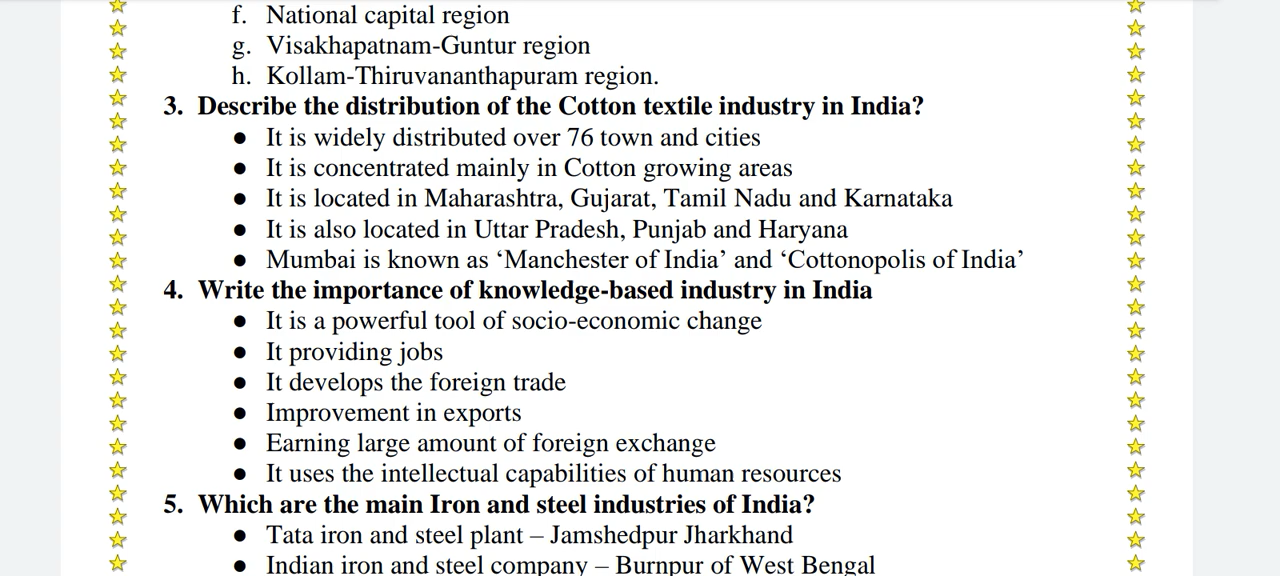 f. National capital region
g. Visakhapatnam-Guntur region
h. Kollam-Thiruvananthapuram region.
3. Describe the distribution of the Cotton textile industry in India?
● It is widely distributed over 76 town and cities
● It is concentrated mainly in Cotton growing areas
● It is located in Maharashtra, Gujarat, Tamil Nadu and Karnataka
● It is also located in Uttar Pradesh, Punjab and Haryana
● Mumbai is known as ‘Manchester of India’ and ‘Cottonopolis of India’
4. Write the importance of knowledge-based industry in India
● It is a powerful tool of socio-economic change
● It providing jobs
● It develops the foreign trade
● Improvement in exports
● Earning large amount of foreign exchange
● It uses the intellectual capabilities of human resources
5. Which are the main Iron and steel industries of India?
● Tata iron and steel plant – Jamshedpur Jharkhand
● Indian iron and steel company – Burnpur of West Bengal